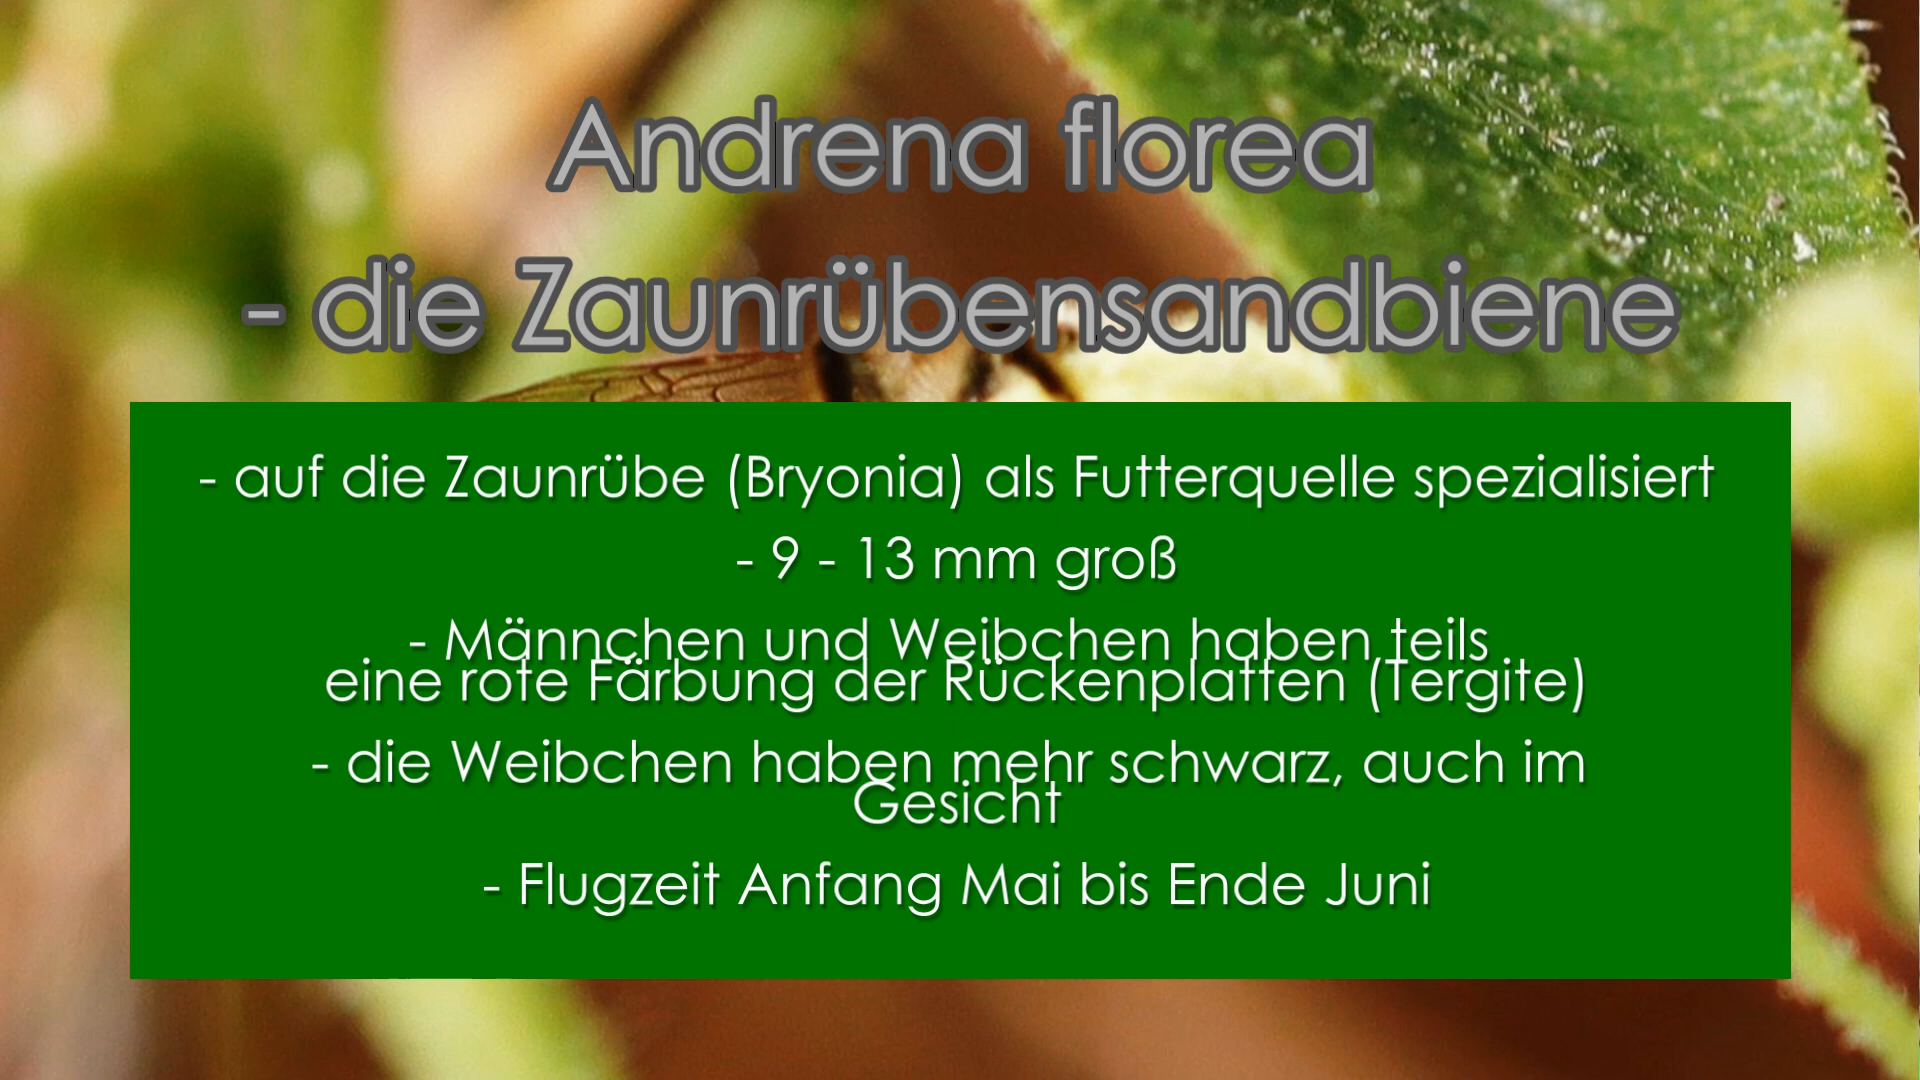 Andrena florea
- die Zaunrübensandbiene
- auf die Zaunrübe (Bryonia) als Futterquelle spezialisiert
- 9 - 13 mm groß
- Männchen und Weibchen haben teils
eine rote Färbung der Rückenplatten (Tergite)
- die Weibchen haben mehr schwarz, auch im
Gesicht
- Flugzeit Anfang Mai bis Ende Juni